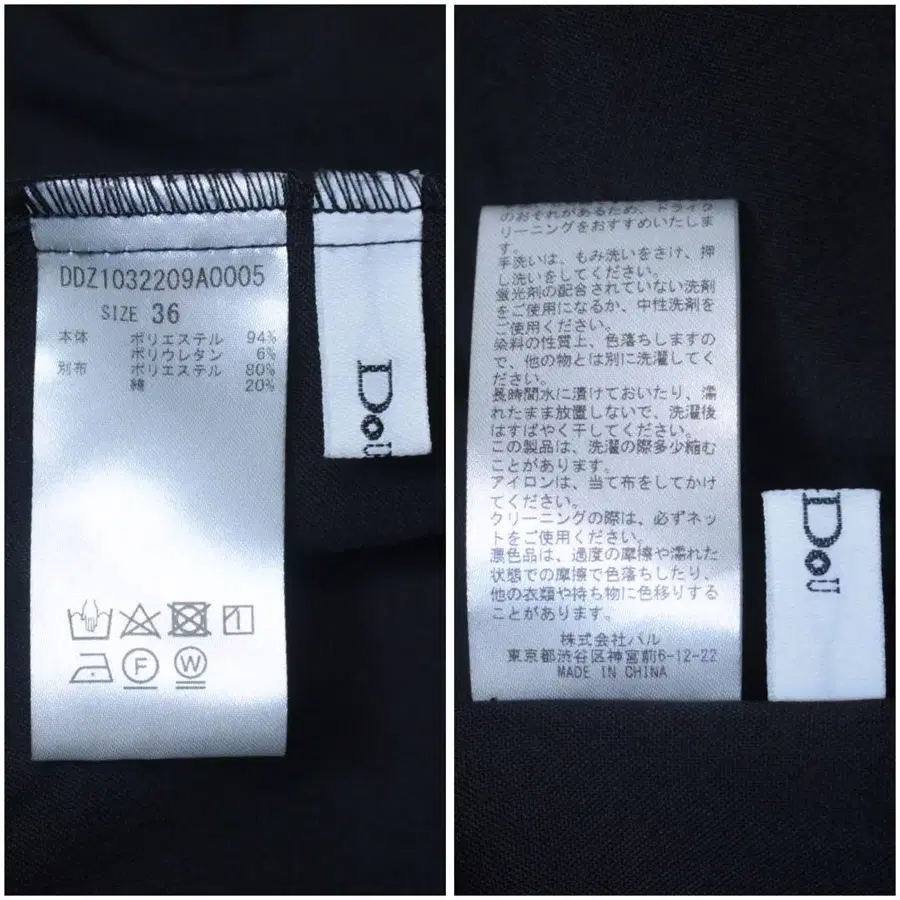 DDZ1032209A0005
SIZE 36
本体 ポリエステル 94%
ポリウレタン 6%
別布 ポリエステル 80%
綿 20%
F
W
Dou
のおそれがあるため、ドライク
リーニングをおすすめいたしま
す。
手洗いは、もみ洗いをさけ、押
し洗いをしてください。
蛍光剤の配合されていない洗剤
をご使用になるか、中性洗剤を
ご使用ください。
染料の性質上、色落ちしますの
で、他の物とは別に洗濯してく
ださい。
長時間水に漬けておいたり、濡
れたまま放置しないで、洗濯後
はすばやく干してください。
この製品は、洗濯の際多少縮む
ことがあります。
アイロンは、当て布をしてかけ
てください。
クリーニングの際は、必ずネッ
トをご使用ください。
濃色品は、過度の摩擦や濡れた
状態での摩擦で色落ちしたり、
他の衣類や持ち物に色移りする
ことがあります。
株式会社パル
東京都渋谷区神宮前6-12-22
MADE IN CHINA
Dou